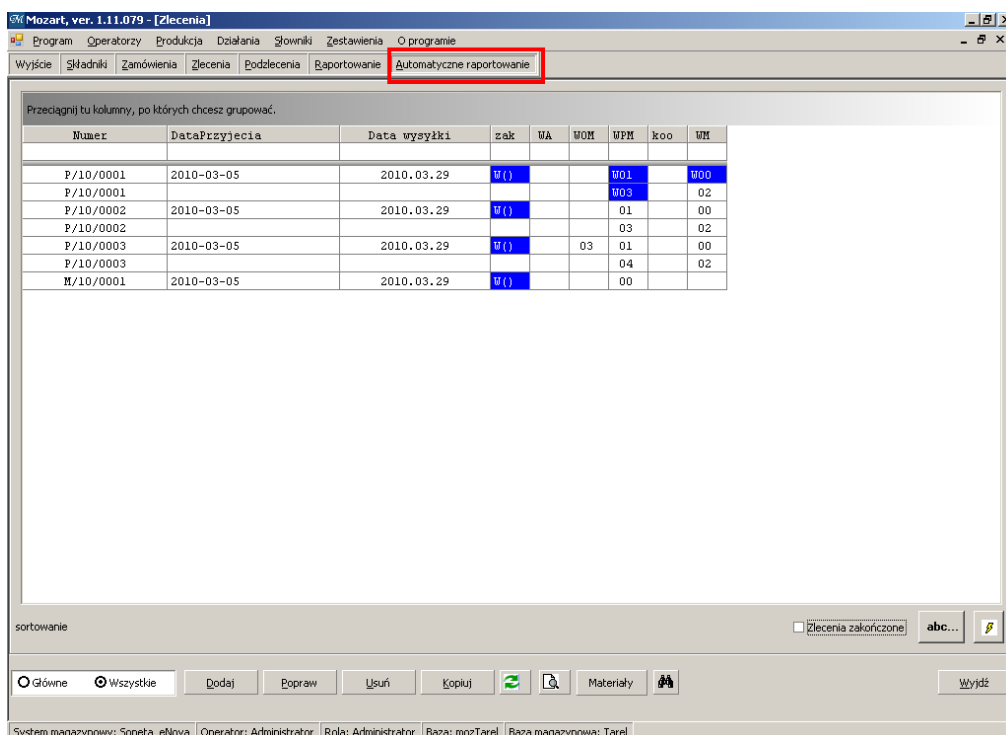 Mozart, ver. 1.11.079 - [Zlecenia]
Program Operatorzy Produkcja Działania Słowniki Zestawienia O programie
Wyjście Składniki Zamówienia Zlecenia Podzlecenia Raportowanie Automatyczne raportowanie
Przeciągnij tu kolumny, po których chcesz grupować.
Numer DataPrzyjecia Data wysyłki zak WA WOM WPM koo WM
P/10/0001 2010-03-05 2010.03.29 W() W01 W00
P/10/0001 W03 02
P/10/0002 2010-03-05 2010.03.29 W() 01 00
P/10/0002 03 02
P/10/0003 2010-03-05 2010.03.29 W() 03 01 00
P/10/0003 04 02
M/10/0001 2010-03-05 2010.03.29 W() 00
sortowanie Zlecenia zakończone abc...
Główne Wszystkie Dodaj Popraw Usuń Kopiuj Materiały Wyjdź
System magazynowy: Soneta_eNova Operator: Administrator Rola: Administrator Baza: mozTarel Baza magazynowa: Tarel